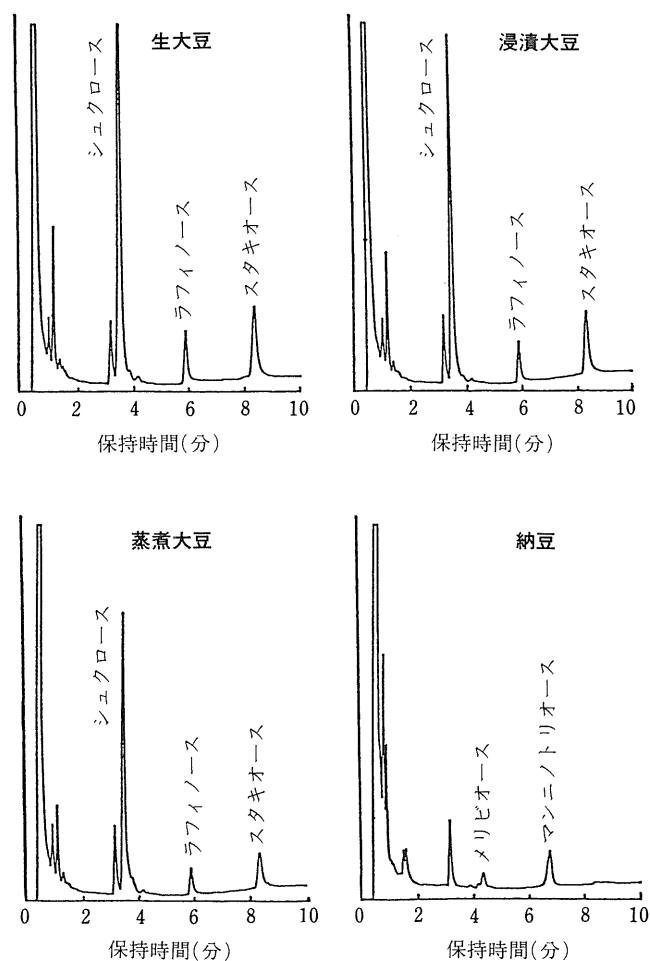 生大豆
シュクロース
ラフィノース
スタキオース
0 2 4 6 8 10
保持時間(分)
浸漬大豆
シュクロース
ラフィノース
スタキオース
0 2 4 6 8 10
保持時間(分)
蒸煮大豆
シュクロース
ラフィノース
スタキオース
0 2 4 6 8 10
保持時間(分)
納豆
メリビオース
マンニノトリオース
0 2 4 6 8 10
保持時間(分)